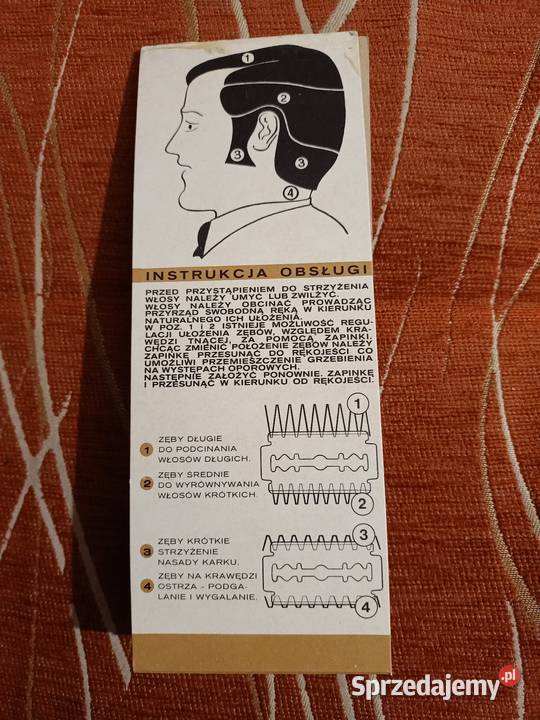 1
2
3
3
4
INSTRUKCJA OBSŁUGI
PRZED PRZYSTĄPIENIEM DO STRZYŻENIA
WŁOSY NALEŻY UMYĆ LUB ZWILŻYĆ.
WŁOSY NALEŻY OBCINAĆ PROWADZĄC
PRZYRZĄD SWOBODNĄ RĘKĄ W KIERUNKU
NATURALNEGO ICH UŁOŻENIA.
W POZ. 1 I 2 ISTNIEJE MOŻLIWOŚĆ REGU-
LACJI UŁOŻENIA ZĘBÓW, WZGLĘDEM KRA-
WĘDZI TNĄCEJ, ZA POMOCĄ ZAPINKI,
CHCĄC ZMIENIĆ POŁOŻENIE ZĘBÓW NALEŻY
ZAPINKĘ PRZESUNĄĆ DO RĘKOJEŚCI CO
UMOŻLIWI PRZEMIESZCZENIE GRZEBIENIA
NA WYSTĘPACH OPOROWYCH.
NASTĘPNIE ZAŁOŻYĆ PONOWNIE. ZAPINKĘ
I PRZESUNĄĆ W KIERUNKU OD RĘKOJEŚCI.
1
1 ZĘBY DŁUGIE
DO PODCINANIA
WŁOSÓW DŁUGICH.
2 ZĘBY ŚREDNIE
DO WYRÓWNYWANIA
WŁOSÓW KRÓTKICH.
2
3
3 ZĘBY KRÓTKIE
STRZYŻENIE
NASADY KARKU.
4 ZĘBY NA KRAWĘDZI
OSTRZA - PODGA-
LANIE I WYGALANIE.
4
Sprzedajemy.pl